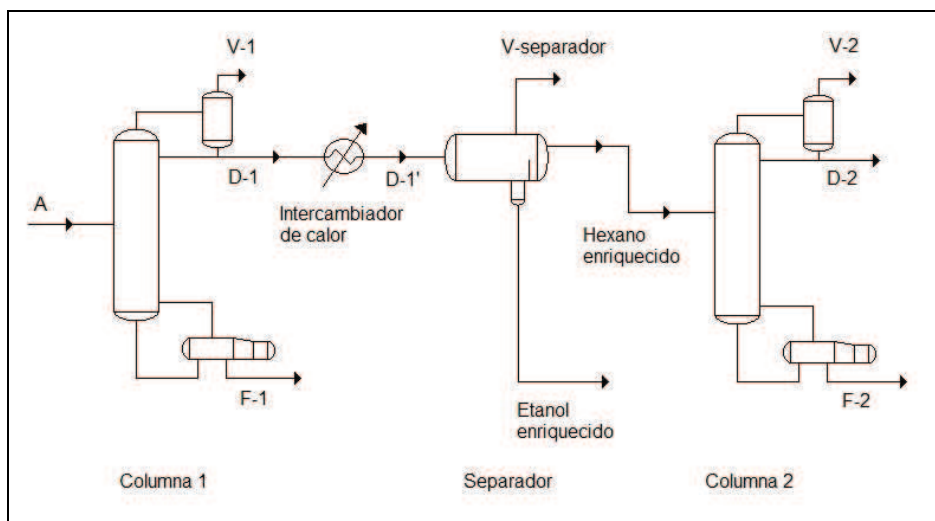 V-1
V-separador
V-2
D-1
D-1'
D-2
A
Intercambiador
de calor
Hexano
enriquecido
F-1
Etanol
enriquecido
F-2
Columna 1
Separador
Columna 2